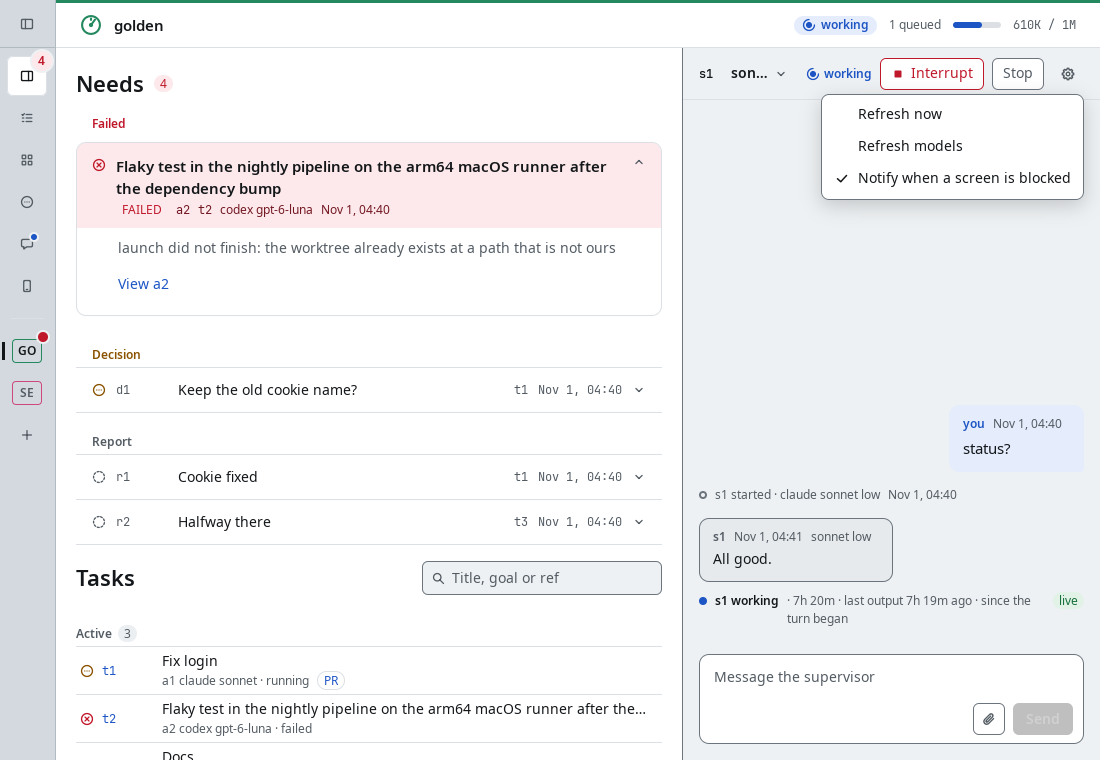 golden
working
1 queued
610K / 1M
4
Needs 4
Failed
Flaky test in the nightly pipeline on the arm64 macOS runner after
the dependency bump
FAILED a2 t2 codex gpt-6-luna Nov 1, 04:40
launch did not finish: the worktree already exists at a path that is not ours
View a2
Decision
d1 Keep the old cookie name? t1 Nov 1, 04:40
Report
r1 Cookie fixed t1 Nov 1, 04:40
r2 Halfway there t3 Nov 1, 04:40
Tasks
Title, goal or ref
Active 3
t1 Fix login
a1 claude sonnet · running PR
t2 Flaky test in the nightly pipeline on the arm64 macOS runner after the…
a2 codex gpt-6-luna · failed
Docs
GO
SE
s1 son… working Interrupt Stop
Refresh now
Refresh models
Notify when a screen is blocked
you Nov 1, 04:40
status?
s1 started · claude sonnet low Nov 1, 04:40
s1 Nov 1, 04:41 sonnet low
All good.
s1 working · 7h 20m · last output 7h 19m ago · since the
turn began
live
Message the supervisor
Send